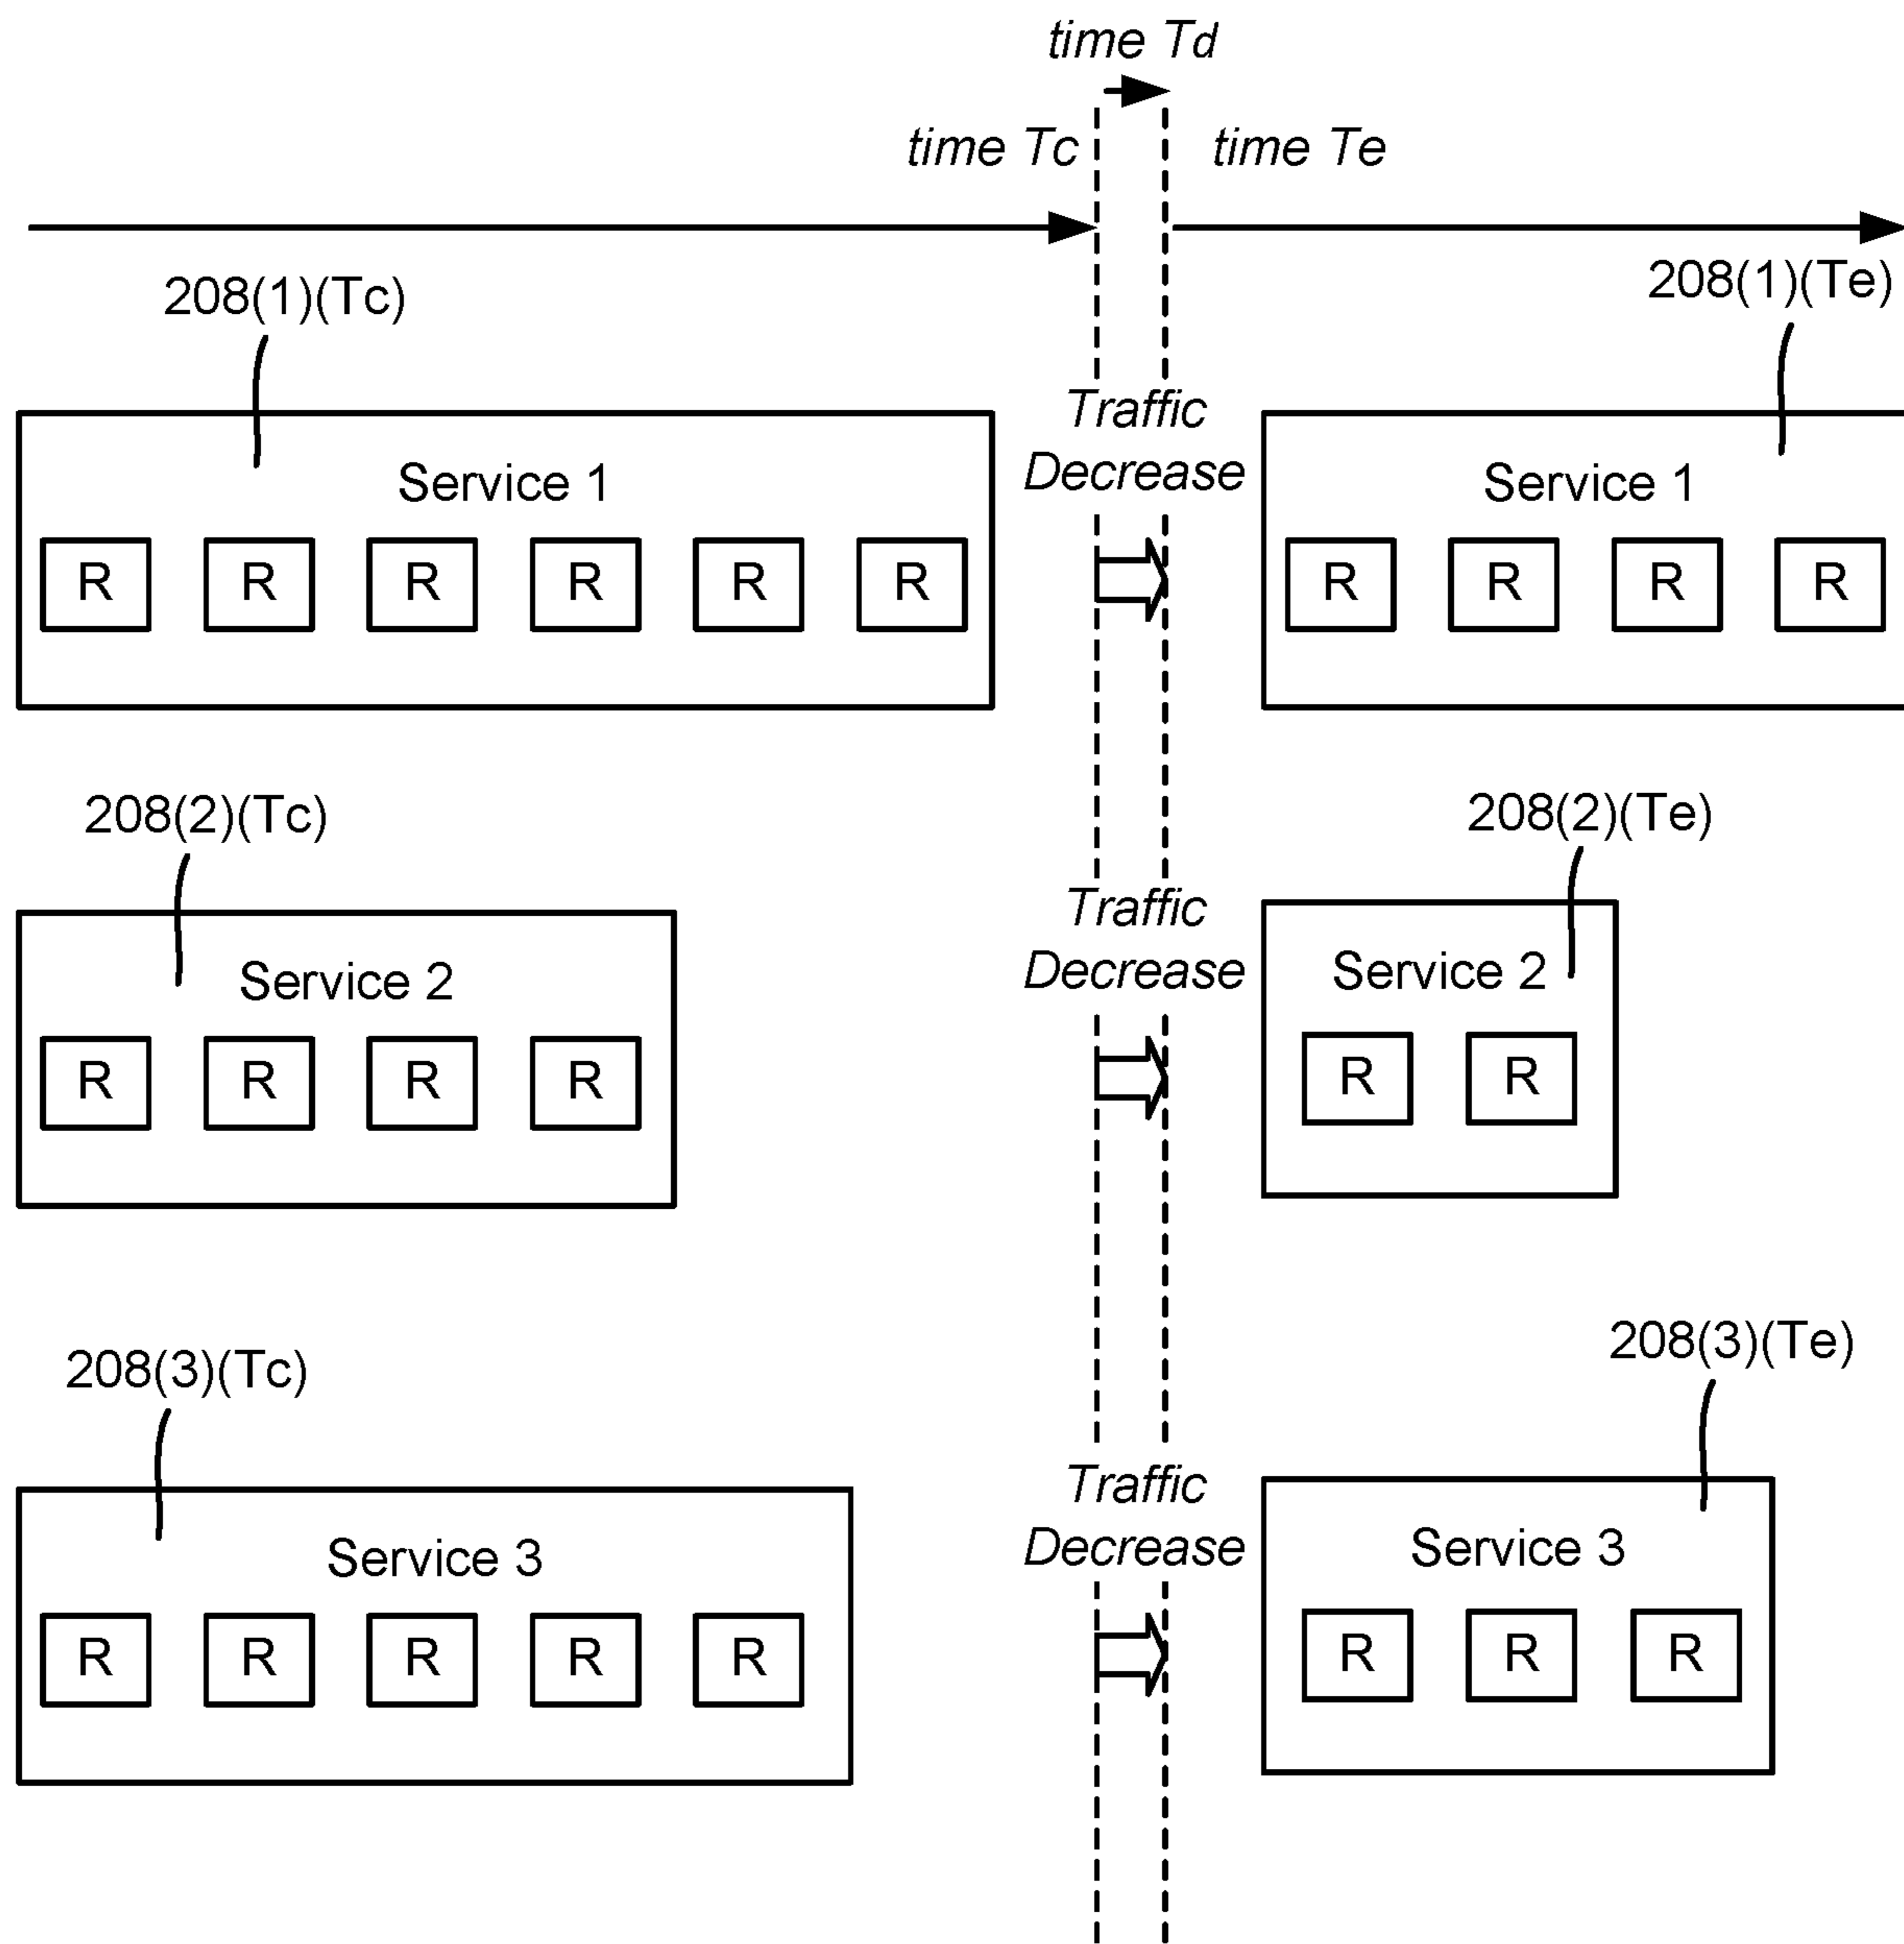 time Td
time Tc
time Te
208(1)(Tc)
208(1)(Te)
Traffic
Decrease
Service 1
Service 1
R R R R R R
R R R R
208(2)(Tc)
208(2)(Te)
Traffic
Decrease
Service 2
Service 2
R R R R
R R
208(3)(Tc)
208(3)(Te)
Traffic
Decrease
Service 3
Service 3
R R R R R
R R R